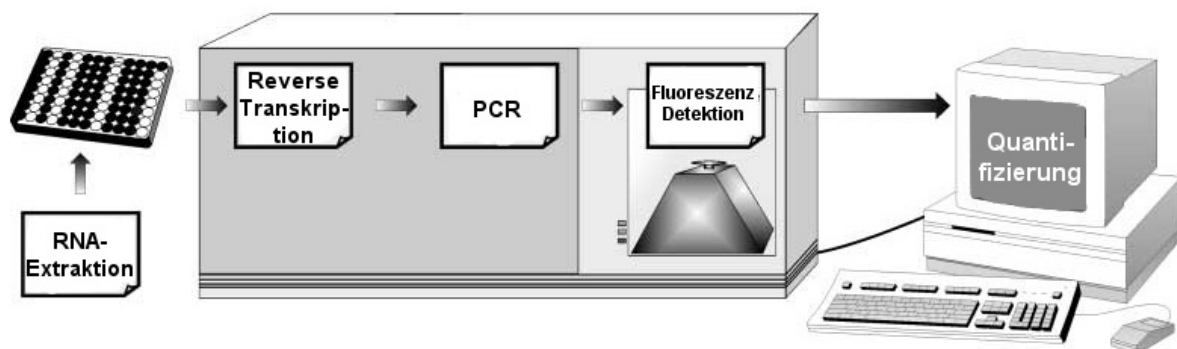 RNA-
Extraktion
Reverse
Transkrip-
tion
PCR
Fluoreszenz
Detektion
Quanti-
fizierung